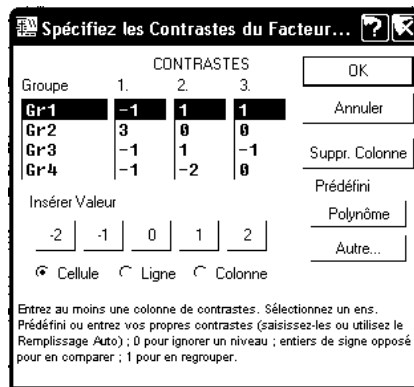 Spécifiez les Contrastes du Facteur...
CONTRASTES
Groupe 1. 2. 3.
Gr1 -1 1 1
Gr2 3 0 0
Gr3 -1 1 -1
Gr4 -1 -2 0
OK
Annuler
Suppr. Colonne
Prédéfini
Polynôme
Autre...
Insérer Valeur
-2 -1 0 1 2
Cellule Ligne Colonne
Entrez au moins une colonne de contrastes. Sélectionnez un ens.
Prédéfini ou entrez vos propres contrastes (saisissez-les ou utilisez le
Remplissage Auto) ; 0 pour ignorer un niveau ; entiers de signe opposé
pour en comparer ; 1 pour en regrouper.